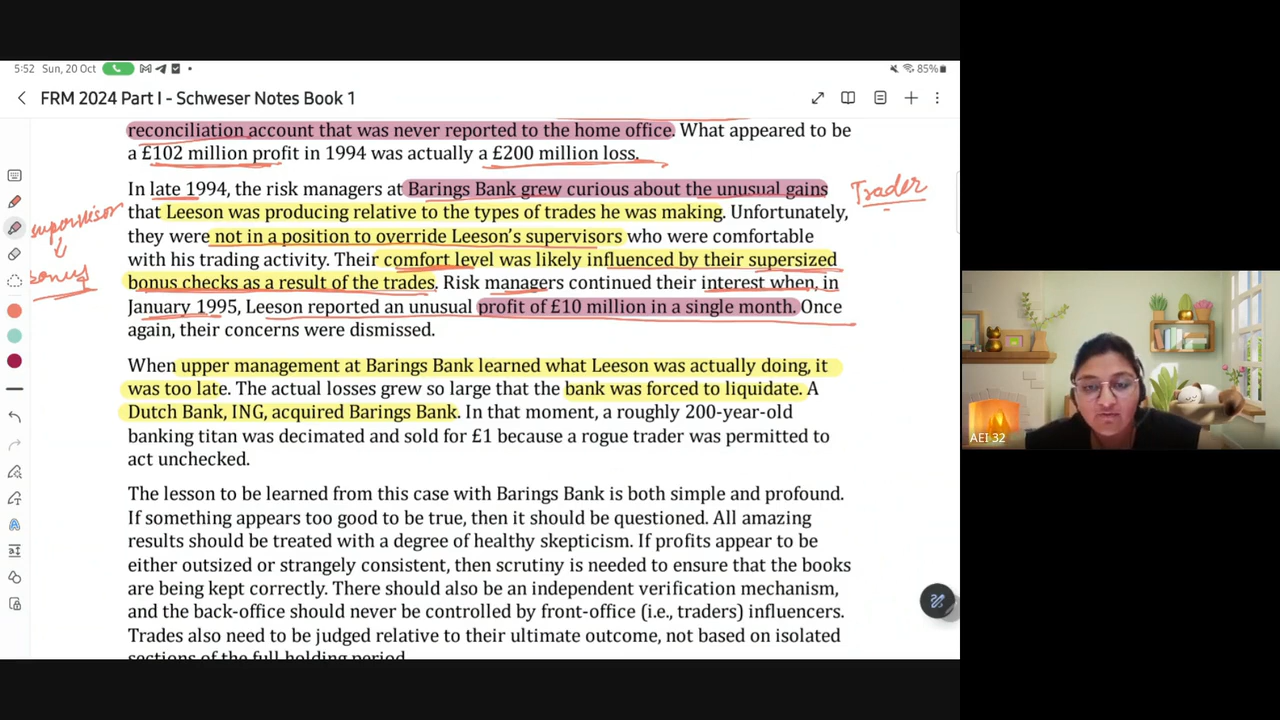 5:52 Sun, 20 Oct 85%
FRM 2024 Part I - Schweser Notes Book 1
reconciliation account that was never reported to the home office. What appeared to be
a £102 million profit in 1994 was actually a £200 million loss.
In late 1994, the risk managers at Barings Bank grew curious about the unusual gains
Trader
that Leeson was producing relative to the types of trades he was making. Unfortunately,
supervisor
they were not in a position to override Leeson's supervisors who were comfortable
with his trading activity. Their comfort level was likely influenced by their supersized
bonus
bonus checks as a result of the trades. Risk managers continued their interest when, in
January 1995, Leeson reported an unusual profit of £10 million in a single month. Once
again, their concerns were dismissed.
When upper management at Barings Bank learned what Leeson was actually doing, it
was too late. The actual losses grew so large that the bank was forced to liquidate. A
Dutch Bank, ING, acquired Barings Bank. In that moment, a roughly 200-year-old
banking titan was decimated and sold for £1 because a rogue trader was permitted to
act unchecked.
AEI 32
The lesson to be learned from this case with Barings Bank is both simple and profound.
If something appears too good to be true, then it should be questioned. All amazing
results should be treated with a degree of healthy skepticism. If profits appear to be
either outsized or strangely consistent, then scrutiny is needed to ensure that the books
are being kept correctly. There should also be an independent verification mechanism,
and the back-office should never be controlled by front-office (i.e., traders) influencers.
Trades also need to be judged relative to their ultimate outcome, not based on isolated
sections of the full holding period.